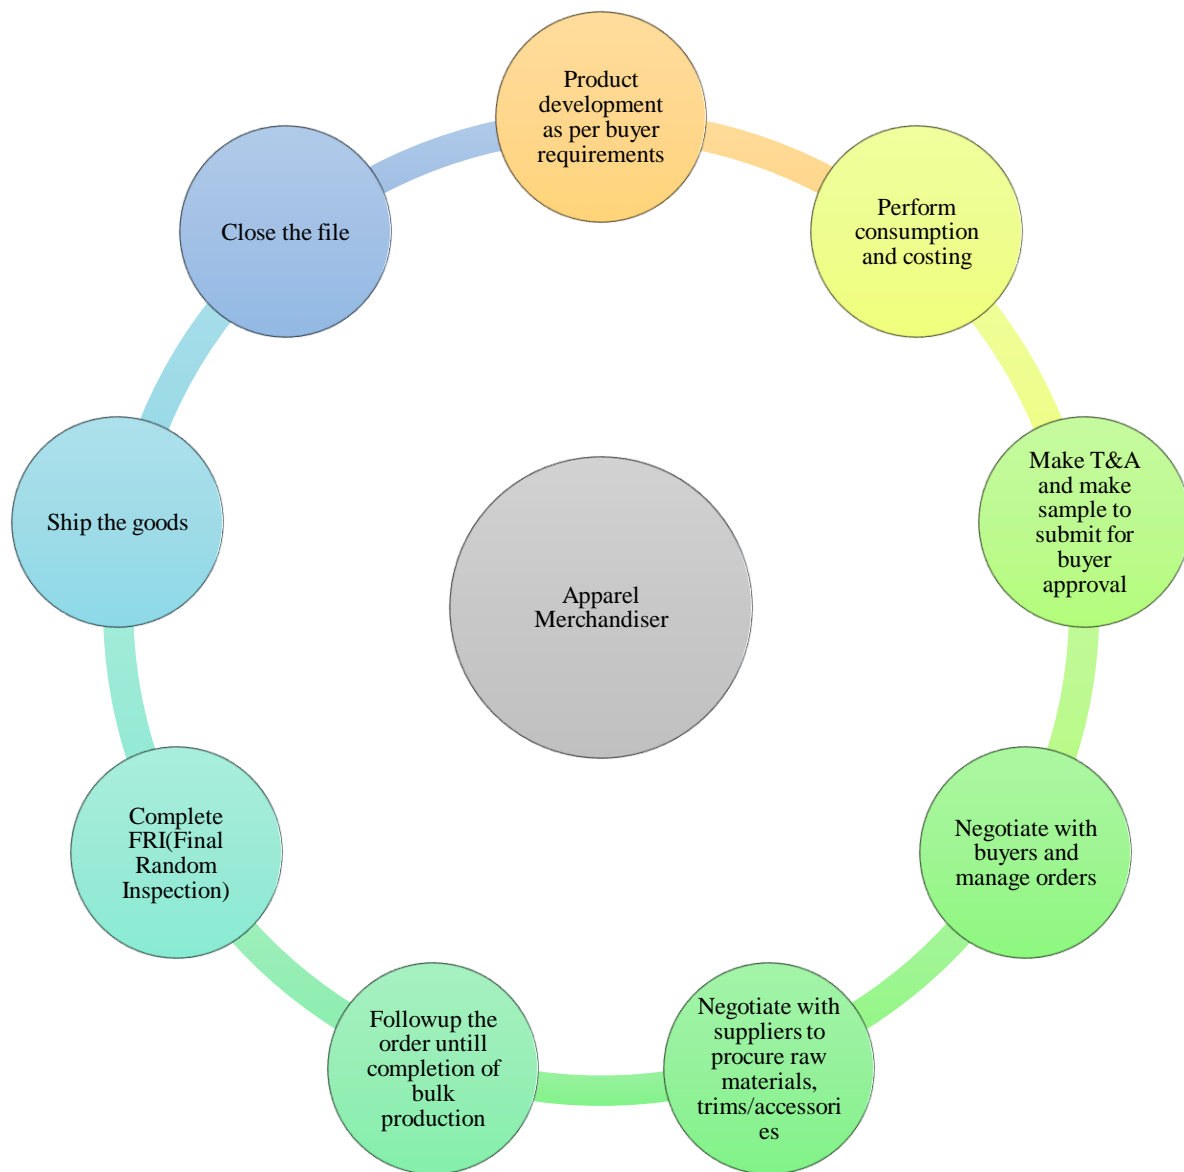 Product
development
as per buyer
requirements
Perform
consumption
and costing
Make T&A
and make
sample to
submit for
buyer
approval
Negotiate with
buyers and
manage orders
Negotiate with
suppliers to
procure raw
materials,
trims/accessori
es
Followup the
order untill
completion of
bulk
production
Complete
FRI(Final
Random
Inspection)
Ship the goods
Close the file
Apparel
Merchandiser